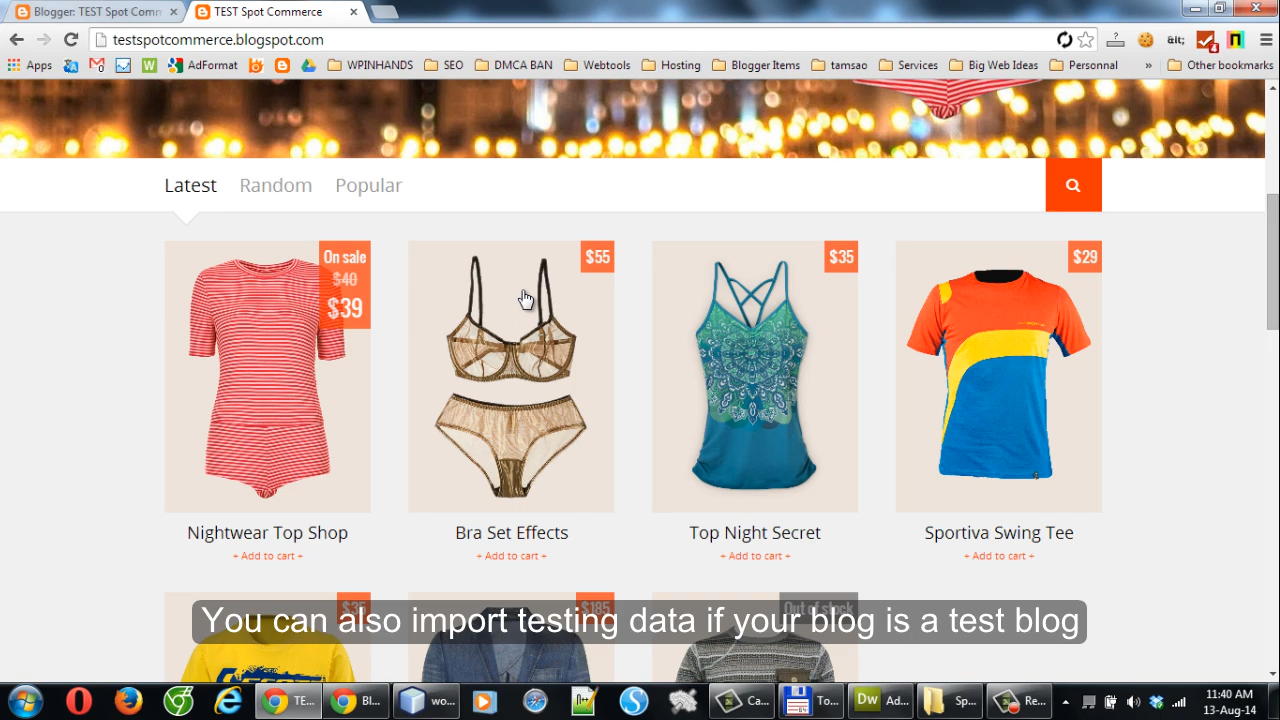 Blogger: TEST Spot Comm
TEST Spot Commerce
testspotcommerce.blogspot.com
&lt;
Apps
AdFormat
WPINHANDS
SEO
DMCA BAN
Webtools
Hosting
Blogger Items
tamsao
Services
Big Web Ideas
Personnal
»
Other bookmarks
Latest
Random
Popular
On sale
$40
$39
$55
$35
$29
Nightwear Top Shop
Bra Set Effects
Top Night Secret
Sportiva Swing Tee
+ Add to cart +
+ Add to cart +
+ Add to cart +
+ Add to cart +
$35
$185
Out of stock
You can also import testing data if your blog is a test blog
TE...
Bl...
wo...
Ca...
To...
Dw
Ad...
Sp...
Re...
11:40 AM
13-Aug-14